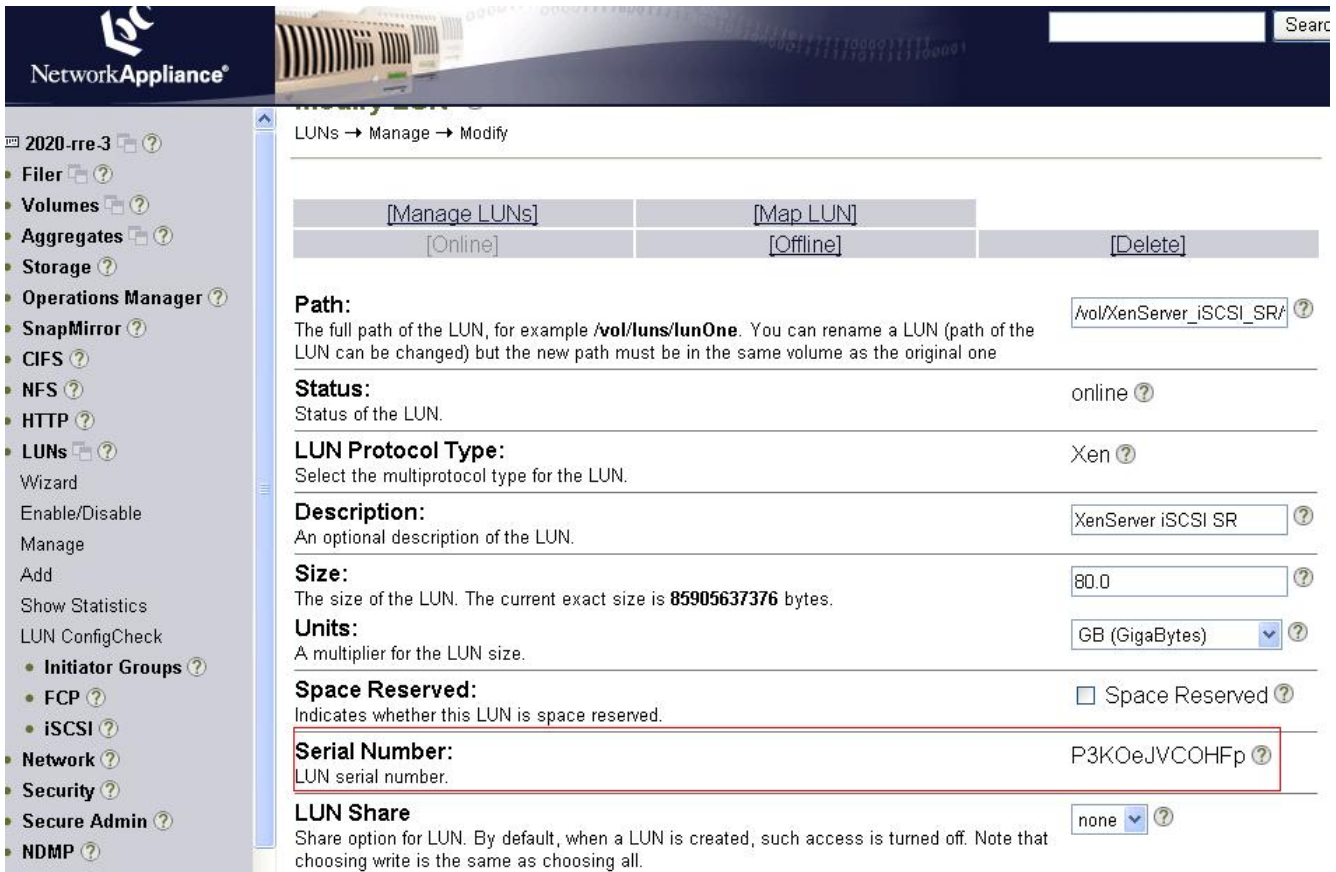 NetworkAppliance®
Modify LUN
LUNs → Manage → Modify
2020-rre-3
Filer
Volumes
Aggregates
Storage
Operations Manager
SnapMirror
CIFS
NFS
HTTP
LUNs
Wizard
Enable/Disable
Manage
Add
Show Statistics
LUN ConfigCheck
Initiator Groups
FCP
iSCSI
Network
Security
Secure Admin
NDMP
[Manage LUNs] [Map LUN]
[Online] [Offline] [Delete]
Path:
The full path of the LUN, for example /vol/luns/lunOne. You can rename a LUN (path of the
LUN can be changed) but the new path must be in the same volume as the original one
/vol/XenServer_iSCSI_SR/
Status:
Status of the LUN.
online
LUN Protocol Type:
Select the multiprotocol type for the LUN.
Xen
Description:
An optional description of the LUN.
XenServer iSCSI SR
Size:
The size of the LUN. The current exact size is 85905637376 bytes.
80.0
Units:
A multiplier for the LUN size.
GB (GigaBytes)
Space Reserved:
Indicates whether this LUN is space reserved.
Space Reserved
Serial Number:
LUN serial number.
P3KOeJVCOHFp
LUN Share
Share option for LUN. By default, when a LUN is created, such access is turned off. Note that
choosing write is the same as choosing all.
none